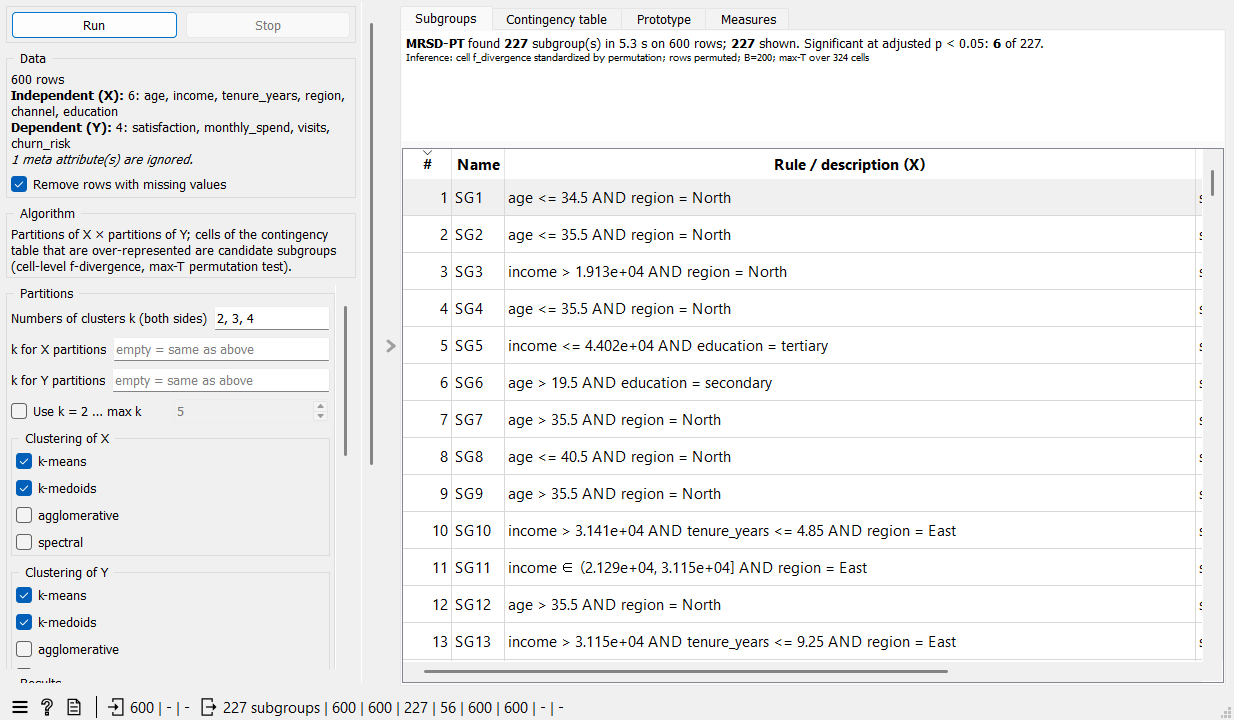 Run
Stop
Data
600 rows
Independent (X): 6: age, income, tenure_years, region,
channel, education
Dependent (Y): 4: satisfaction, monthly_spend, visits,
churn_risk
1 meta attribute(s) are ignored.
Remove rows with missing values
Algorithm
Partitions of X × partitions of Y; cells of the contingency
table that are over-represented are candidate subgroups
(cell-level f-divergence, max-T permutation test).
Partitions
Numbers of clusters k (both sides) 2, 3, 4
k for X partitions empty = same as above
k for Y partitions empty = same as above
Use k = 2 ... max k 5
Clustering of X
k-means
k-medoids
agglomerative
spectral
Clustering of Y
k-means
k-medoids
agglomerative
Results
Subgroups Contingency table Prototype Measures
MRSD-PT found 227 subgroup(s) in 5.3 s on 600 rows; 227 shown. Significant at adjusted p < 0.05: 6 of 227.
Inference: cell f_divergence standardized by permutation; rows permuted; B=200; max-T over 324 cells
# Name Rule / description (X)
1 SG1 age <= 34.5 AND region = North
2 SG2 age <= 35.5 AND region = North
3 SG3 income > 1.913e+04 AND region = North
4 SG4 age <= 35.5 AND region = North
5 SG5 income <= 4.402e+04 AND education = tertiary
6 SG6 age > 19.5 AND education = secondary
7 SG7 age > 35.5 AND region = North
8 SG8 age <= 40.5 AND region = North
9 SG9 age > 35.5 AND region = North
10 SG10 income > 3.141e+04 AND tenure_years <= 4.85 AND region = East
11 SG11 income ∈ (2.129e+04, 3.115e+04] AND region = East
12 SG12 age > 35.5 AND region = North
13 SG13 income > 3.115e+04 AND tenure_years <= 9.25 AND region = East
600 | - | - 227 subgroups | 600 | 600 | 227 | 56 | 600 | 600 | - | -